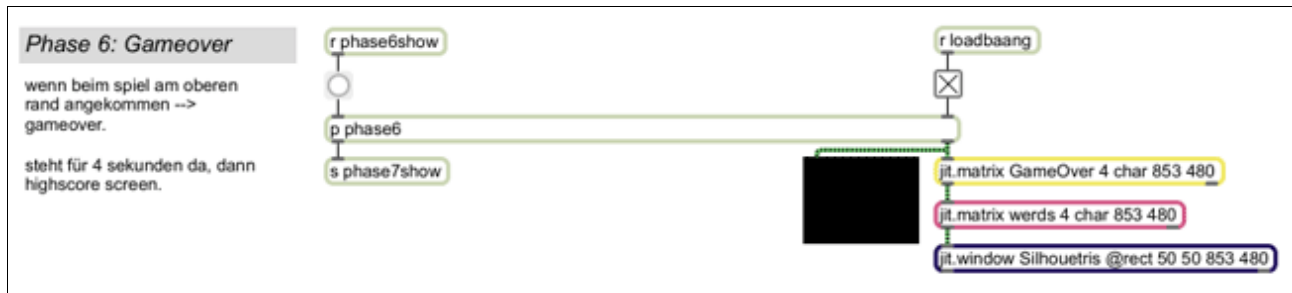 Phase 6: Gameover
wenn beim spiel am oberen
rand angekommen -->
gameover.
steht für 4 sekunden da, dann
highscore screen.
r phase6show
r loadbaang
p phase6
s phase7show
jit.matrix GameOver 4 char 853 480
jit.matrix werds 4 char 853 480
jit.window Silhouetris @rect 50 50 853 480